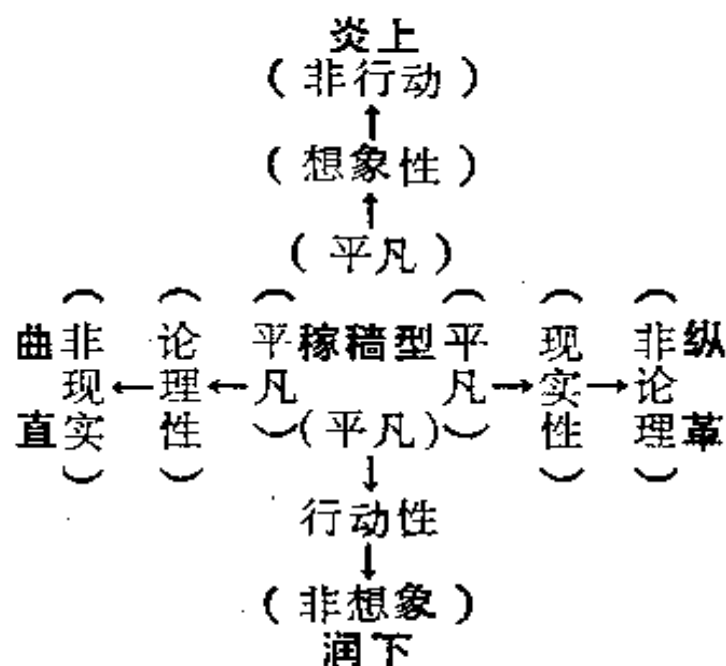 炎上
(非行动)
↑
(想象性)
↑
(平凡)
曲直
(非现实)
←
(论理性)
←
(平凡)
稼穑型
(平凡)
→
(现实性)
→
(非论理)
纵革
(平凡)
↓
行动性
↓
(非想象)
润下